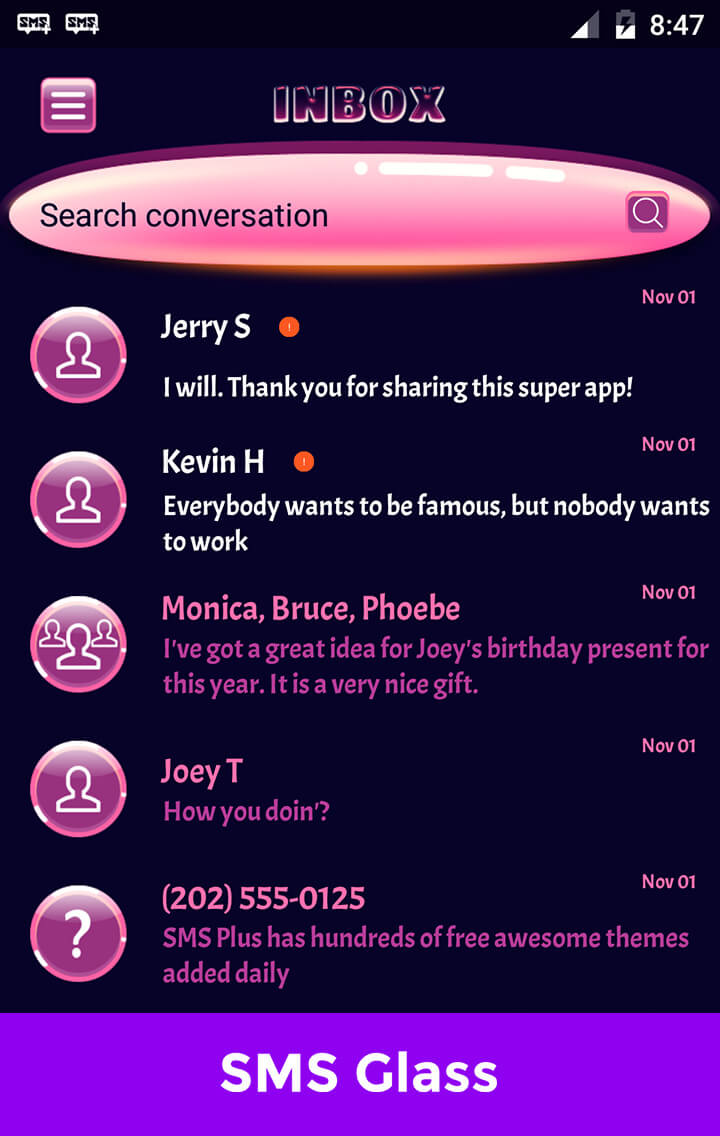 SMS SMS 8:47
INBOX
Search conversation
Nov 01
Jerry S !
I will. Thank you for sharing this super app!
Nov 01
Kevin H !
Everybody wants to be famous, but nobody wants
to work
Nov 01
Monica, Bruce, Phoebe
I've got a great idea for Joey's birthday present for
this year. It is a very nice gift.
Nov 01
Joey T
How you doin'?
Nov 01
? (202) 555-0125
SMS Plus has hundreds of free awesome themes
added daily
SMS Glass